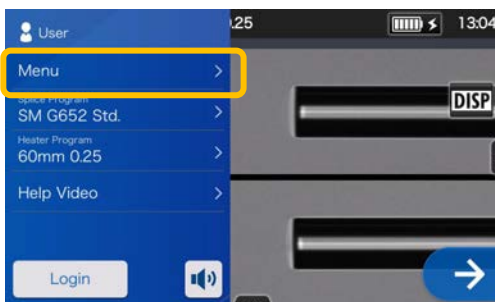 User
.25
13:04
Menu
DISP
Splice Program
SM G652 Std.
Heater Program
60mm 0.25
Help Video
Login